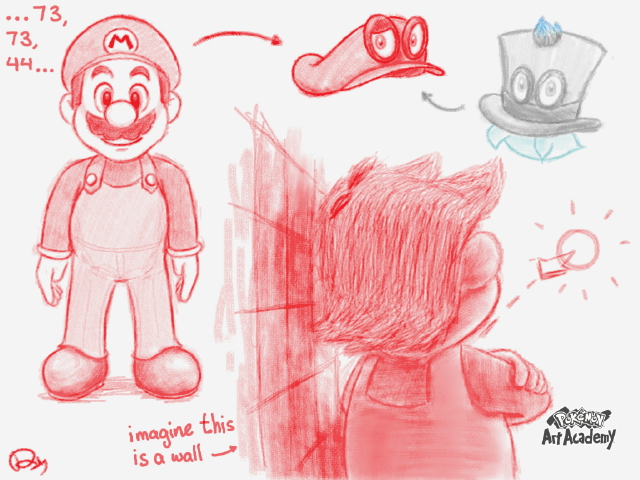 ...73,
73,
44...
M
imagine this
is a wall
POKÉMON
Art Academy